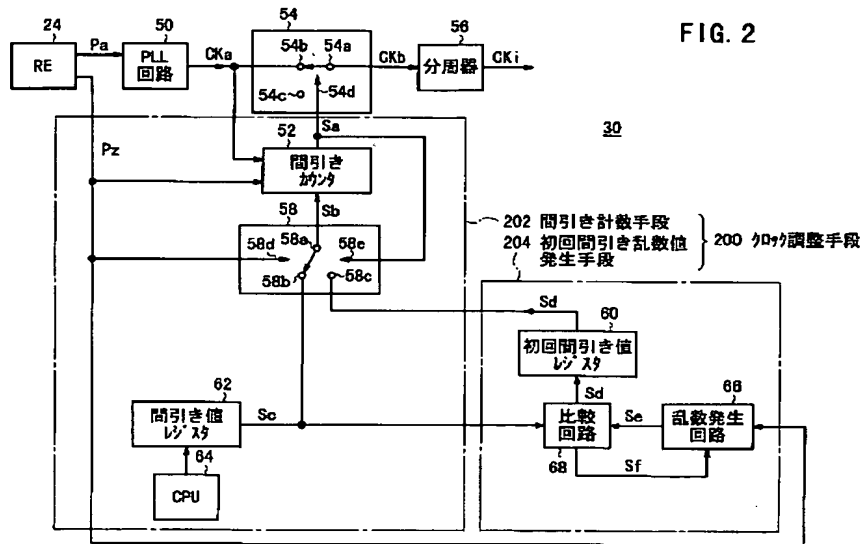 FIG. 2
24
Pa
50
54
56
RE
PLL
回路
CKa
54b
54a
CKb
分周器
CKi
54c
54d
Sa
30
Pz
52
間引き
カウンタ
58
Sb
58a
58d
58e
58b
58c
202 間引き計数手段
204 初回間引き乱数値
発生手段
200 クロック調整手段
Sd
60
初回間引き値
レジスタ
62
間引き値
レジスタ
Sc
Sd
比較
回路
68
Se
66
乱数発生
回路
Sf
64
CPU